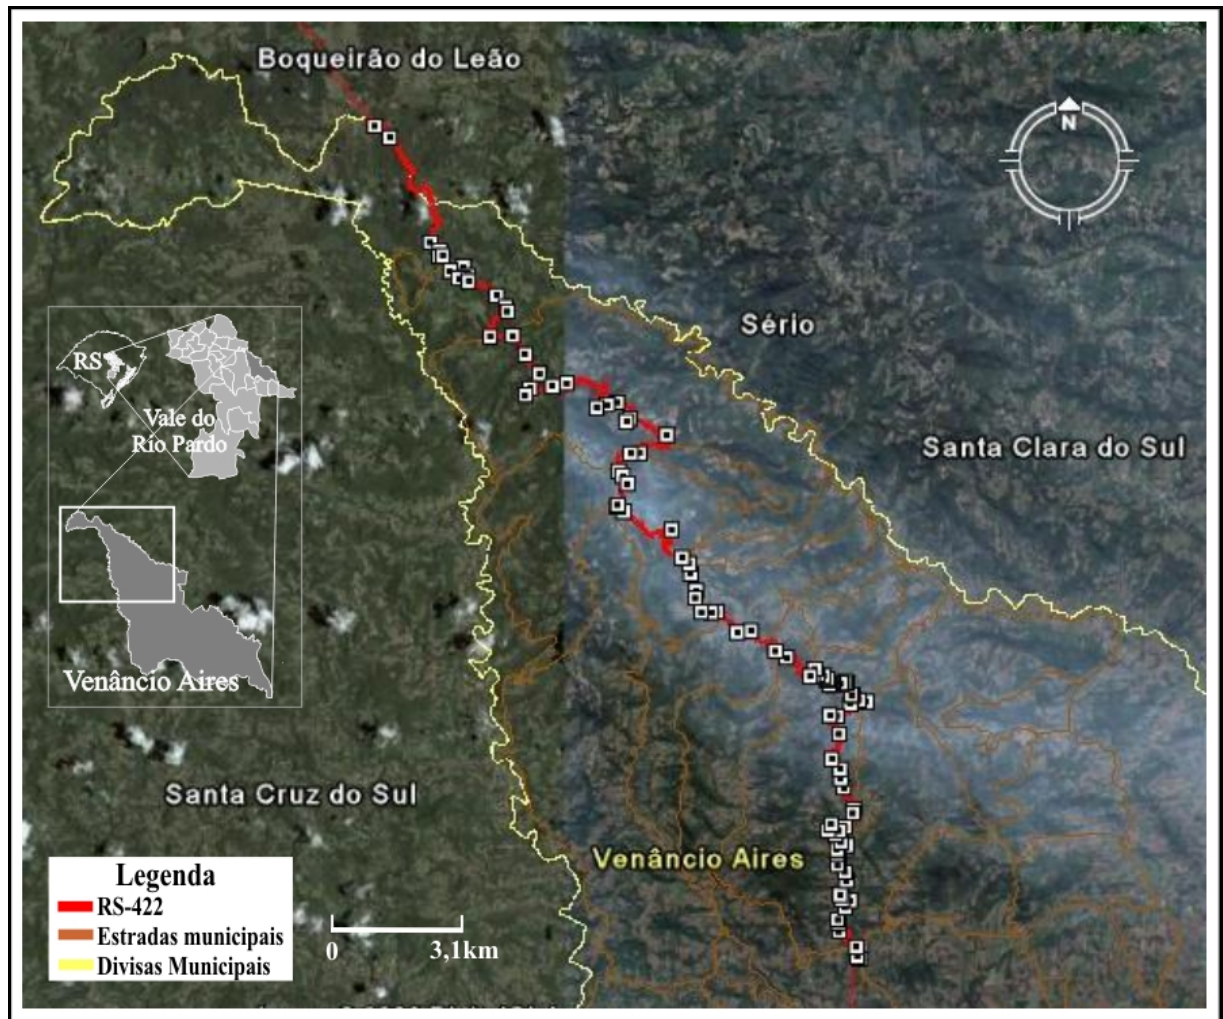 Boqueirão do Leão
N
Sério
RS
Vale do
Rio Pardo
Santa Clara do Sul
Venâncio Aires
Santa Cruz do Sul
Venâncio Aires
Legenda
RS-422
Estradas municipais
Divisas Municipais
0 3,1km